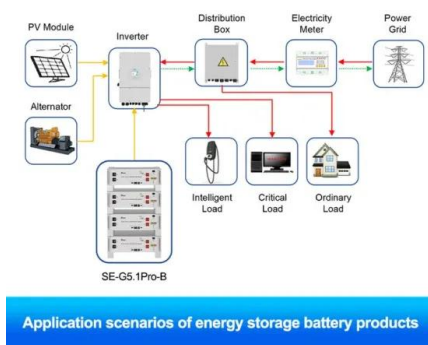 PV Module
Inverter
Distribution
Box
Electricity
Meter
Power
Grid
Alternator
Intelligent
Load
Critical
Load
Ordinary
Load
SE-G5.1Pro-B
Application scenarios of energy storage battery products